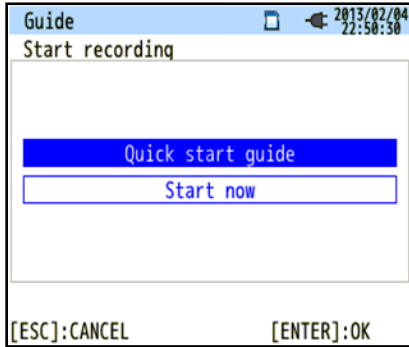 Guide 2013/02/04
22:50:30
Start recording
Quick start guide
Start now
[ESC]:CANCEL [ENTER]:OK